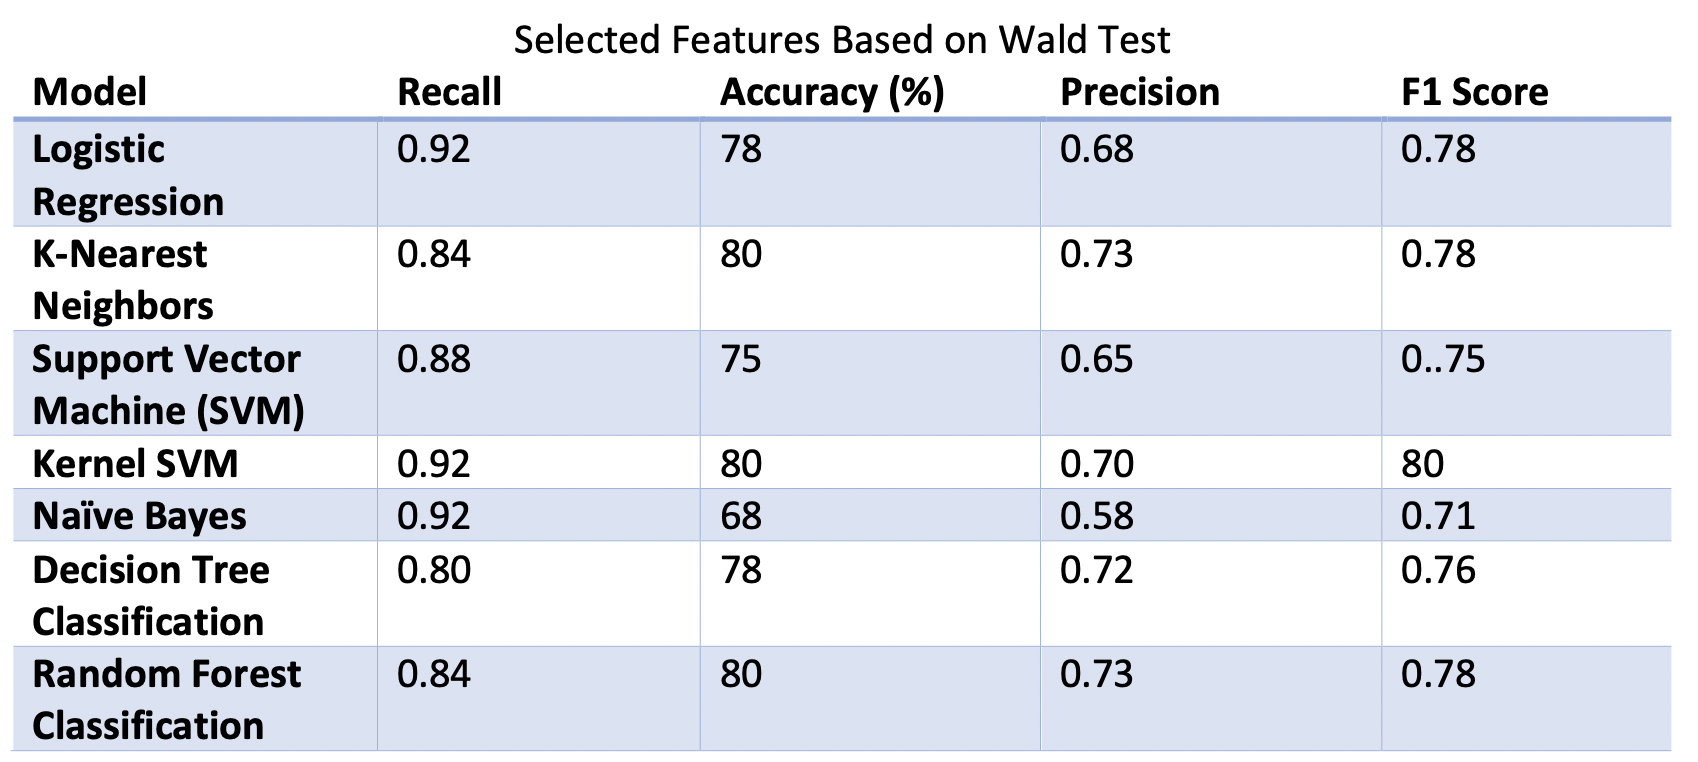 Selected Features Based on Wald Test
Model Recall Accuracy (%) Precision F1 Score
Logistic 0.92 78 0.68 0.78
Regression
K-Nearest 0.84 80 0.73 0.78
Neighbors
Support Vector 0.88 75 0.65 0..75
Machine (SVM)
Kernel SVM 0.92 80 0.70 80
Naïve Bayes 0.92 68 0.58 0.71
Decision Tree 0.80 78 0.72 0.76
Classification
Random Forest 0.84 80 0.73 0.78
Classification